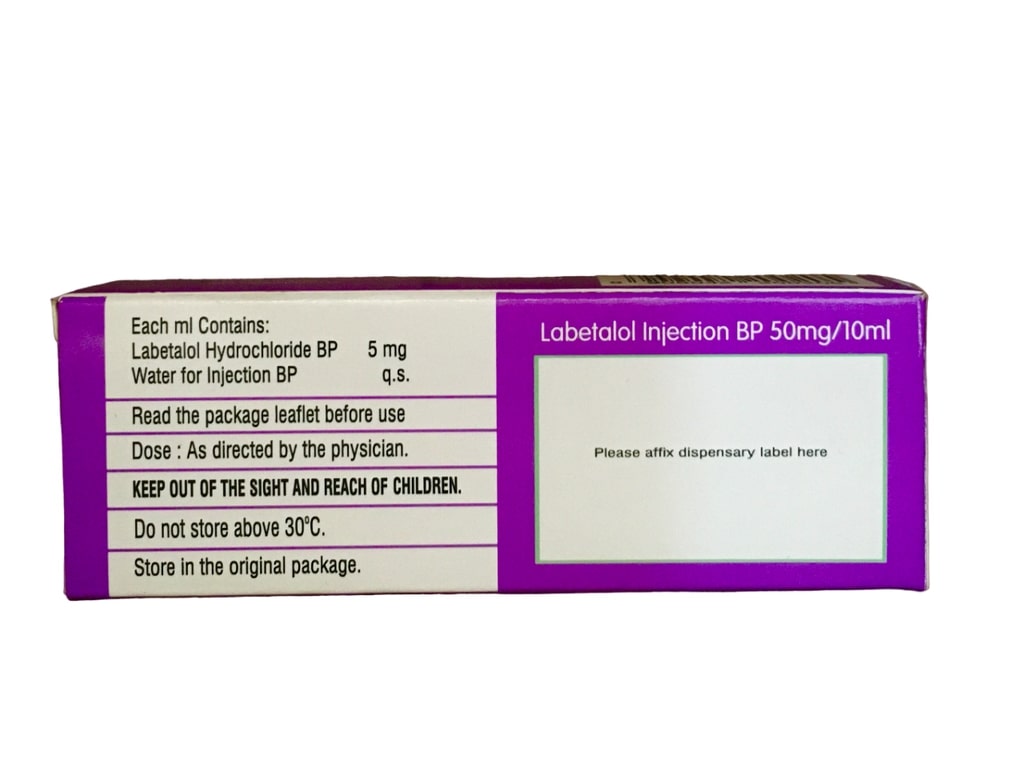 Each ml Contains:
Labetalol Hydrochloride BP 5 mg
Water for Injection BP q.s.
Read the package leaflet before use
Dose : As directed by the physician.
KEEP OUT OF THE SIGHT AND REACH OF CHILDREN.
Do not store above 30°C.
Store in the original package.
Labetalol Injection BP 50mg/10ml
Please affix dispensary label here